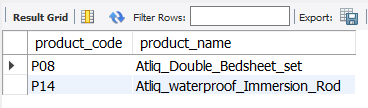 Result Grid Filter Rows: Export:
product_code product_name
P08 Atliq_Double_Bedsheet_set
P14 Atliq_waterproof_Immersion_Rod